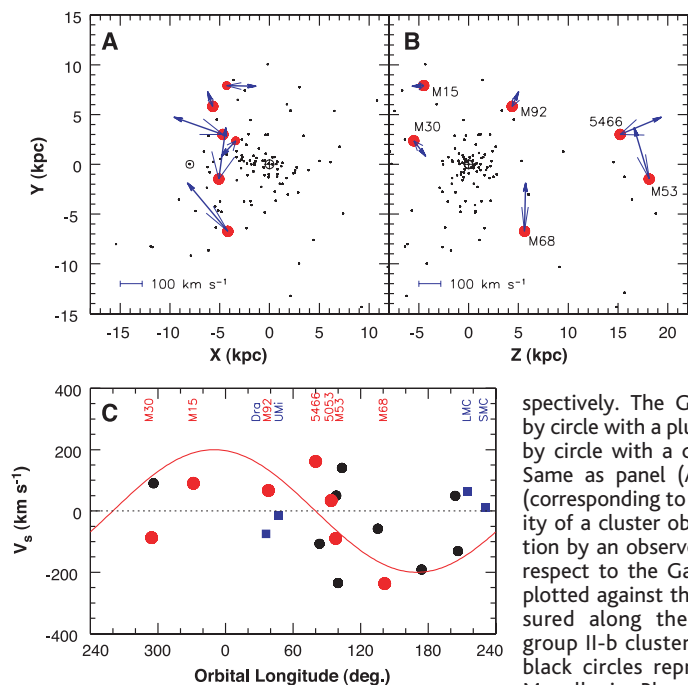 A
B
15
10
5
0
-5
-10
-15
Y (kpc)
M15
M92
M30
5466
M53
M68
100 km s⁻¹
100 km s⁻¹
-15 -10 -5 0 5 10
-5 0 5 10 15 20
X (kpc)
Z (kpc)
C
M30 M15 Dra M92 UMi 5466 5053 M53 M68 LMC SMC
400
200
0
-200
-400
Vₛ (km s⁻¹)
240 300 0 60 120 180 240
Orbital Longitude (deg.)
spectively. The G
by circle with a plu
by circle with a c
Same as panel (A
(corresponding to
ity of a cluster ob
tion by an observe
respect to the Ga
plotted against th
sured along the
group II-b cluster
black circles repr